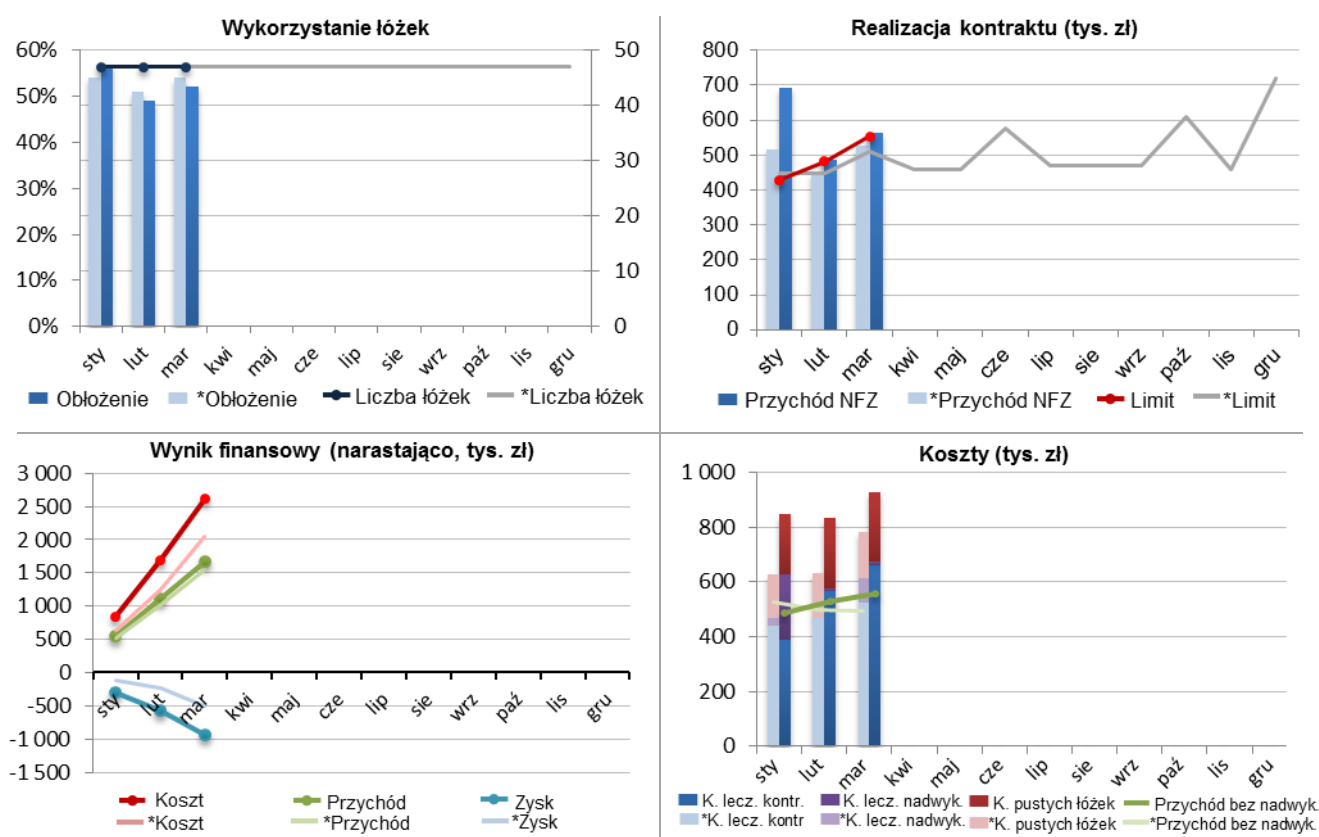 Wykorzystanie łóżek
60%
50%
40%
30%
20%
10%
0%
50
40
30
20
10
0
sty lut mar kwi maj cze lip sie wrz paź lis gru
Obłożenie *Obłożenie Liczba łóżek *Liczba łóżek
Realizacja kontraktu (tys. zł)
800
700
600
500
400
300
200
100
0
sty lut mar kwi maj cze lip sie wrz paź lis gru
Przychód NFZ *Przychód NFZ Limit *Limit
Wynik finansowy (narastająco, tys. zł)
3 000
2 500
2 000
1 500
1 000
500
0
-500
-1 000
-1 500
sty lut mar kwi maj cze lip sie wrz paź lis gru
Koszt Przychód Zysk
*Koszt *Przychód *Zysk
Koszty (tys. zł)
1 000
800
600
400
200
0
sty lut mar kwi maj cze lip sie wrz paź lis gru
K. lecz. kontr. K. lecz. nadwyk. K. pustych łóżek Przychód bez nadwyk.
*K. lecz. kontr *K. lecz. nadwyk. *K. pustych łóżek *Przychód bez nadwyk.